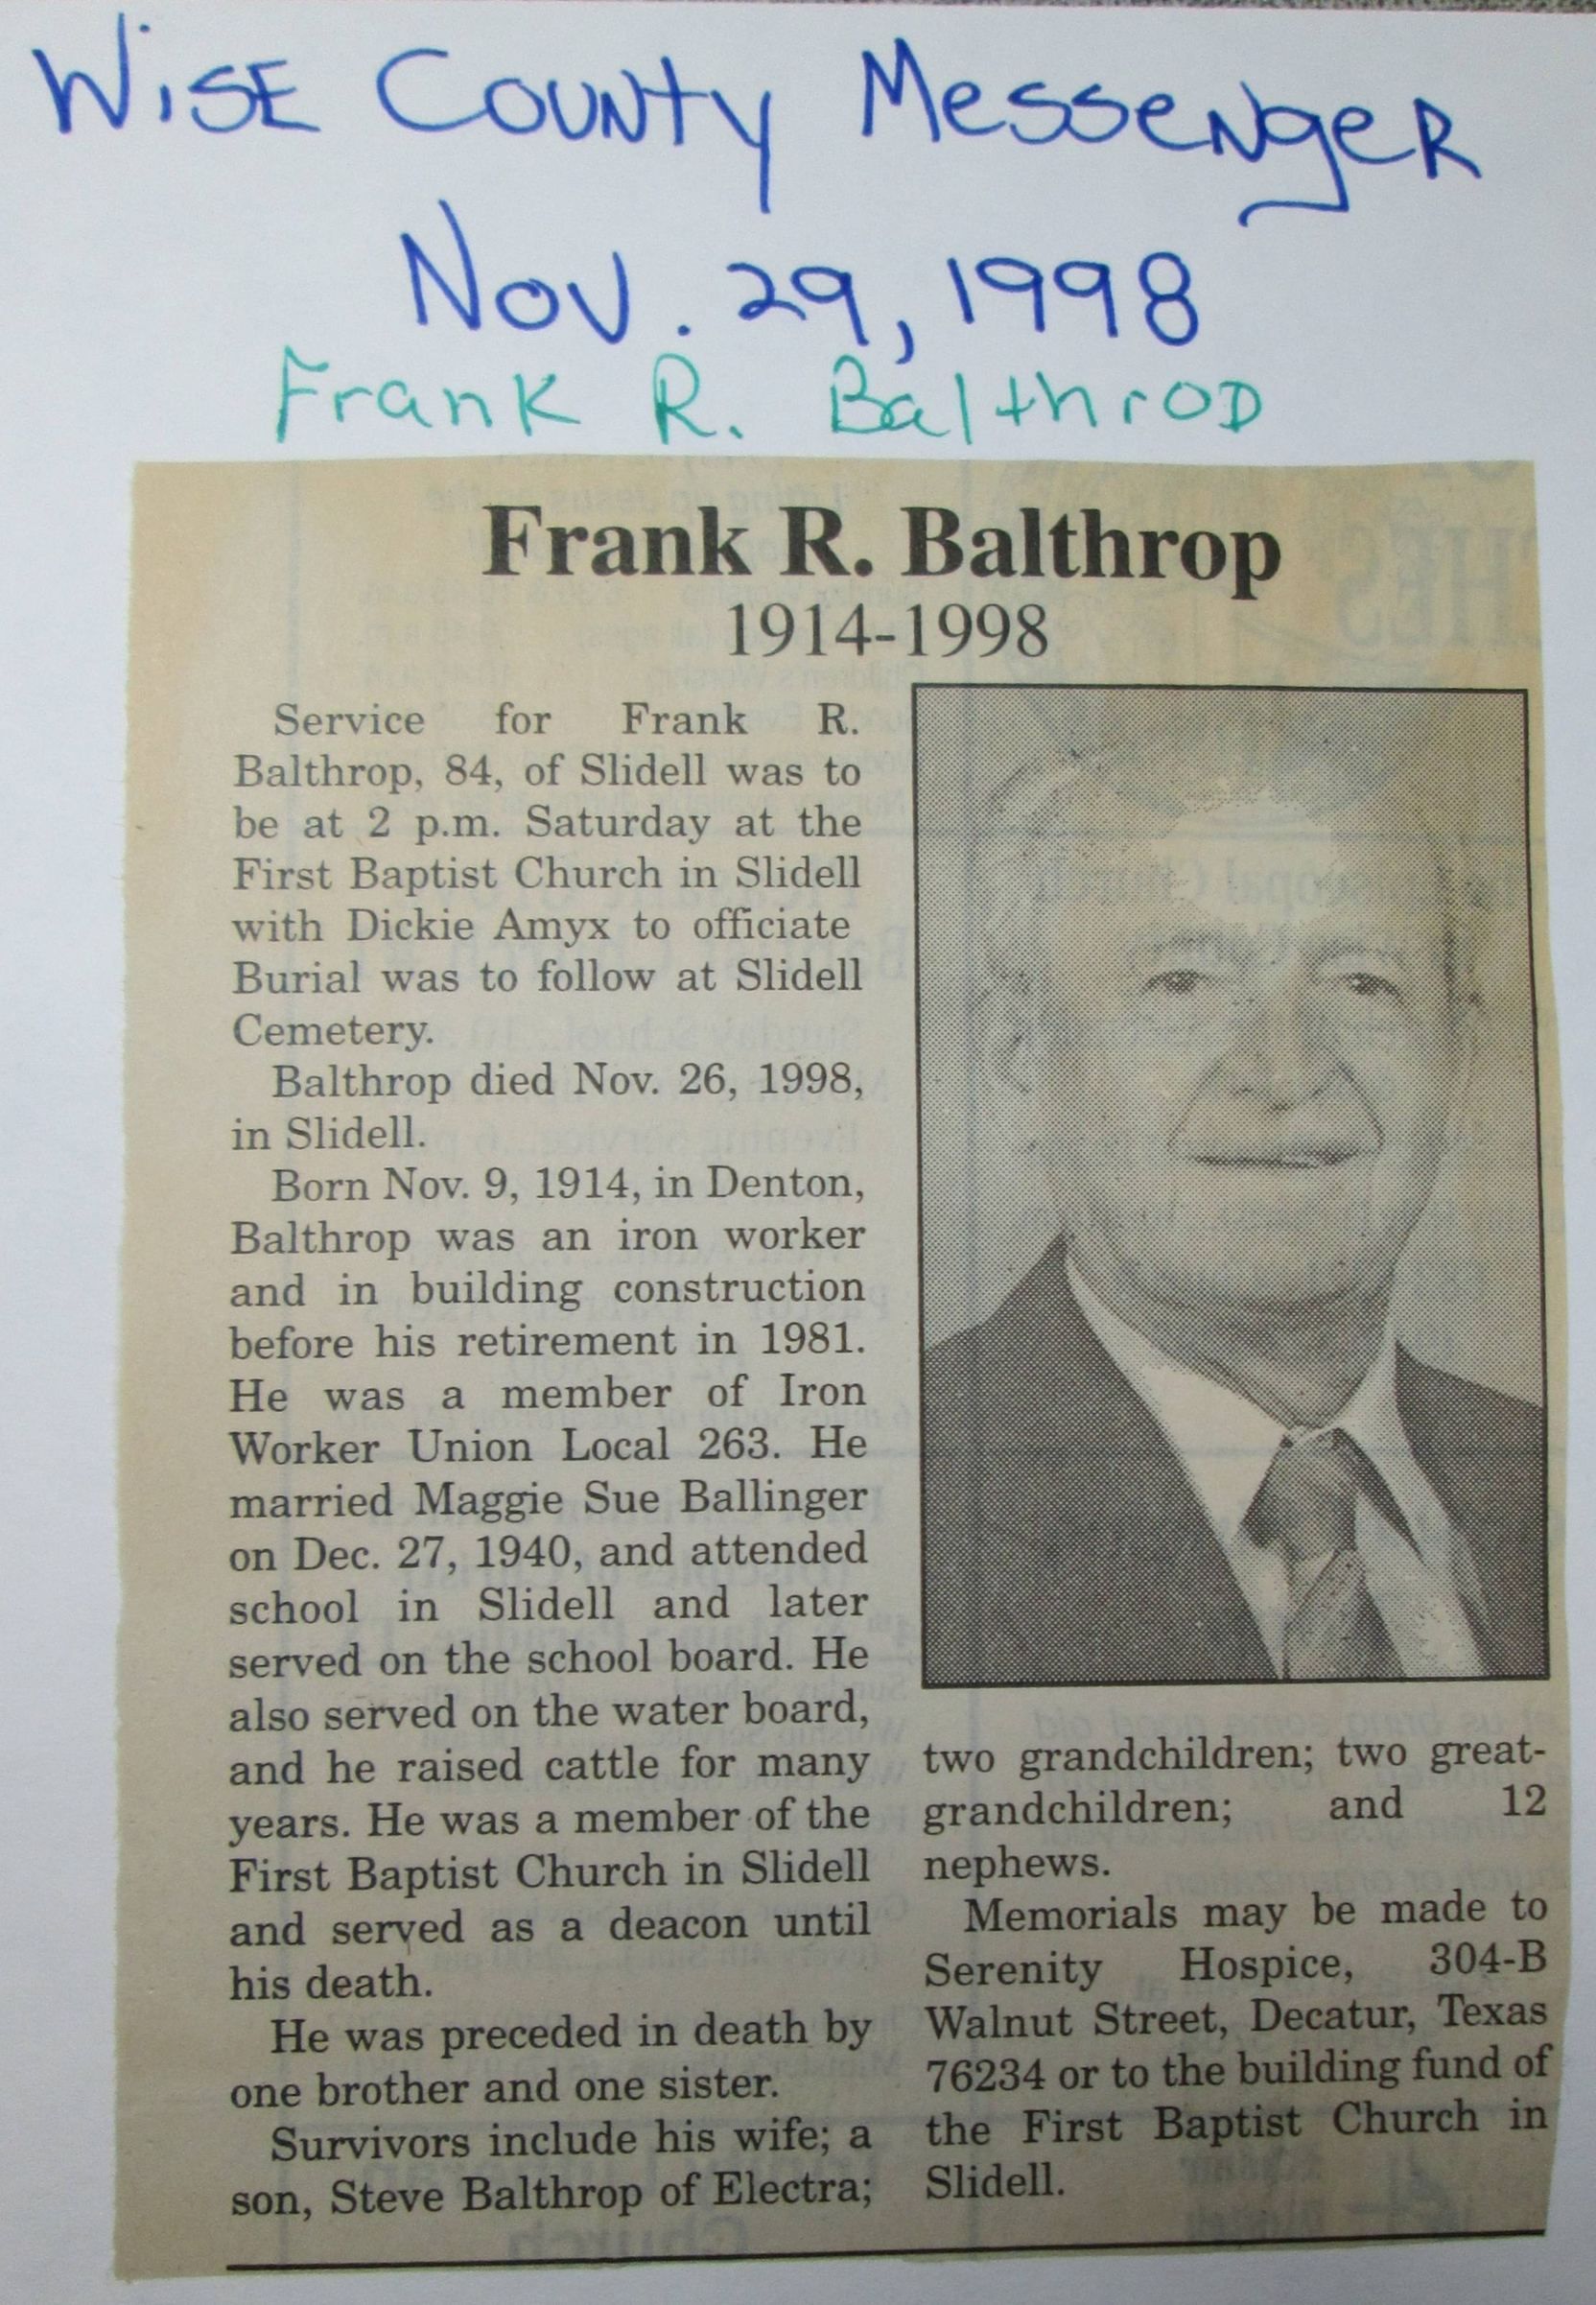 WiSE COUNty MesseNgeR
Nov. 29, 1998
Frank R. BalthroD
Frank R. Balthrop
1914-1998
Service for Frank R.
Balthrop, 84, of Slidell was to
be at 2 p.m. Saturday at the
First Baptist Church in Slidell
with Dickie Amyx to officiate
Burial was to follow at Slidell
Cemetery.
Balthrop died Nov. 26, 1998,
in Slidell.
Born Nov. 9, 1914, in Denton,
Balthrop was an iron worker
and in building construction
before his retirement in 1981.
He was a member of Iron
Worker Union Local 263. He
married Maggie Sue Ballinger
on Dec. 27, 1940, and attended
school in Slidell and later
served on the school board. He
also served on the water board,
and he raised cattle for many
years. He was a member of the
First Baptist Church in Slidell
and served as a deacon until
his death.
He was preceded in death by
one brother and one sister.
Survivors include his wife; a
son, Steve Balthrop of Electra;
two grandchildren; two great-
grandchildren; and 12
nephews.
Memorials may be made to
Serenity Hospice, 304-B
Walnut Street, Decatur, Texas
76234 or to the building fund of
the First Baptist Church in
Slidell.